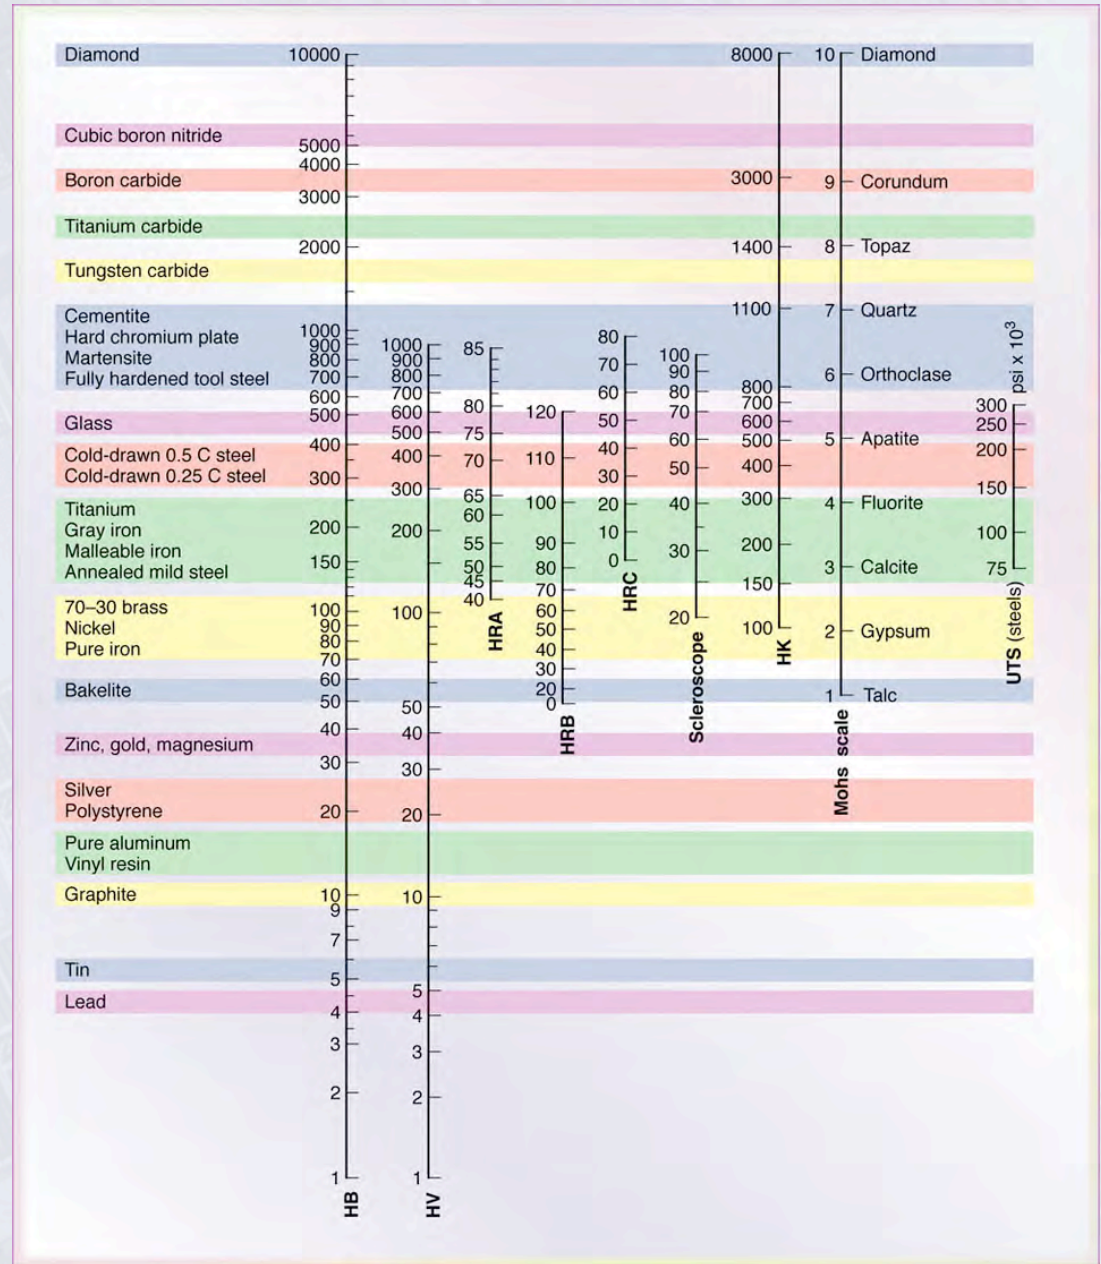 Diamond
Cubic boron nitride
Boron carbide
Titanium carbide
Tungsten carbide
Cementite
Hard chromium plate
Martensite
Fully hardened tool steel
Glass
Cold-drawn 0.5 C steel
Cold-drawn 0.25 C steel
Titanium
Gray iron
Malleable iron
Annealed mild steel
70–30 brass
Nickel
Pure iron
Bakelite
Zinc, gold, magnesium
Silver
Polystyrene
Pure aluminum
Vinyl resin
Graphite
Tin
Lead
10000
5000
4000
3000
2000
1000
900
800
700
600
500
400
300
200
150
100
90
80
70
60
50
40
30
20
10
9
7
5
4
3
2
1
HB
1000
900
800
700
600
500
400
300
200
100
50
40
30
20
10
5
4
3
2
1
HV
85
80
75
70
65
60
55
50
45
40
HRA
120
110
100
90
80
70
60
50
40
30
20
0
HRB
80
70
60
50
40
30
20
10
0
HRC
100
90
80
70
60
50
40
30
20
Scleroscope
8000
3000
1400
1100
800
700
600
500
400
300
200
150
100
HK
10 Diamond
9 Corundum
8 Topaz
7 Quartz
6 Orthoclase
5 Apatite
4 Fluorite
3 Calcite
2 Gypsum
1 Talc
Mohs scale
psi x 10³
300
250
200
150
100
75
UTS (steels)